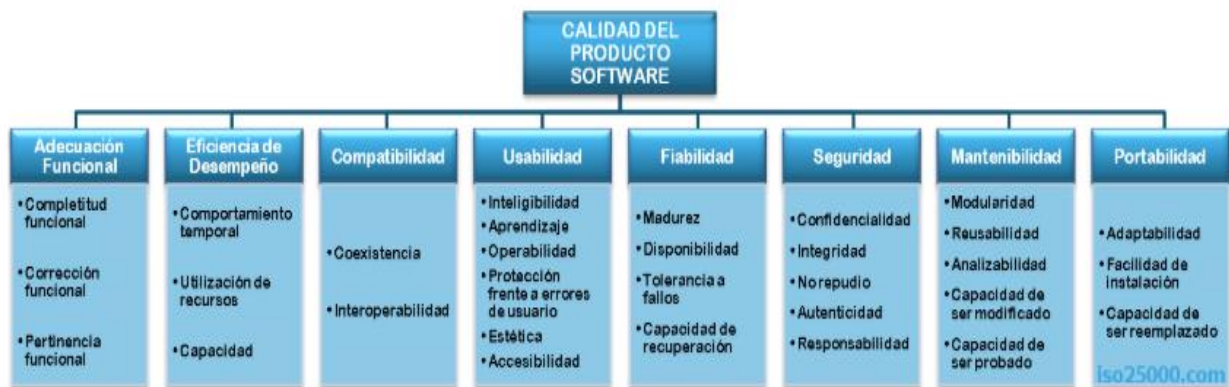 CALIDAD DEL
PRODUCTO
SOFTWARE
Adecuación
Funcional
• Completitud
funcional
• Corrección
funcional
• Pertinencia
funcional
Eficiencia de
Desempeño
• Comportamiento
temporal
• Utilización de
recursos
• Capacidad
Compatibilidad
• Coexistencia
• Interoperabilidad
Usabilidad
• Inteligibilidad
• Aprendizaje
• Operabilidad
• Protección
frente a errores
de usuario
• Estética
• Accesibilidad
Fiabilidad
• Madurez
• Disponibilidad
• Tolerancia a
fallos
• Capacidad de
recuperación
Seguridad
• Confidencialidad
• Integridad
• No repudio
• Autenticidad
• Responsabilidad
Mantenibilidad
• Modularidad
• Reusabilidad
• Analizabilidad
• Capacidad de
ser modificado
• Capacidad de
ser probado
Portabilidad
• Adaptabilidad
• Facilidad de
instalación
• Capacidad de
ser reemplazado
iso25000.com